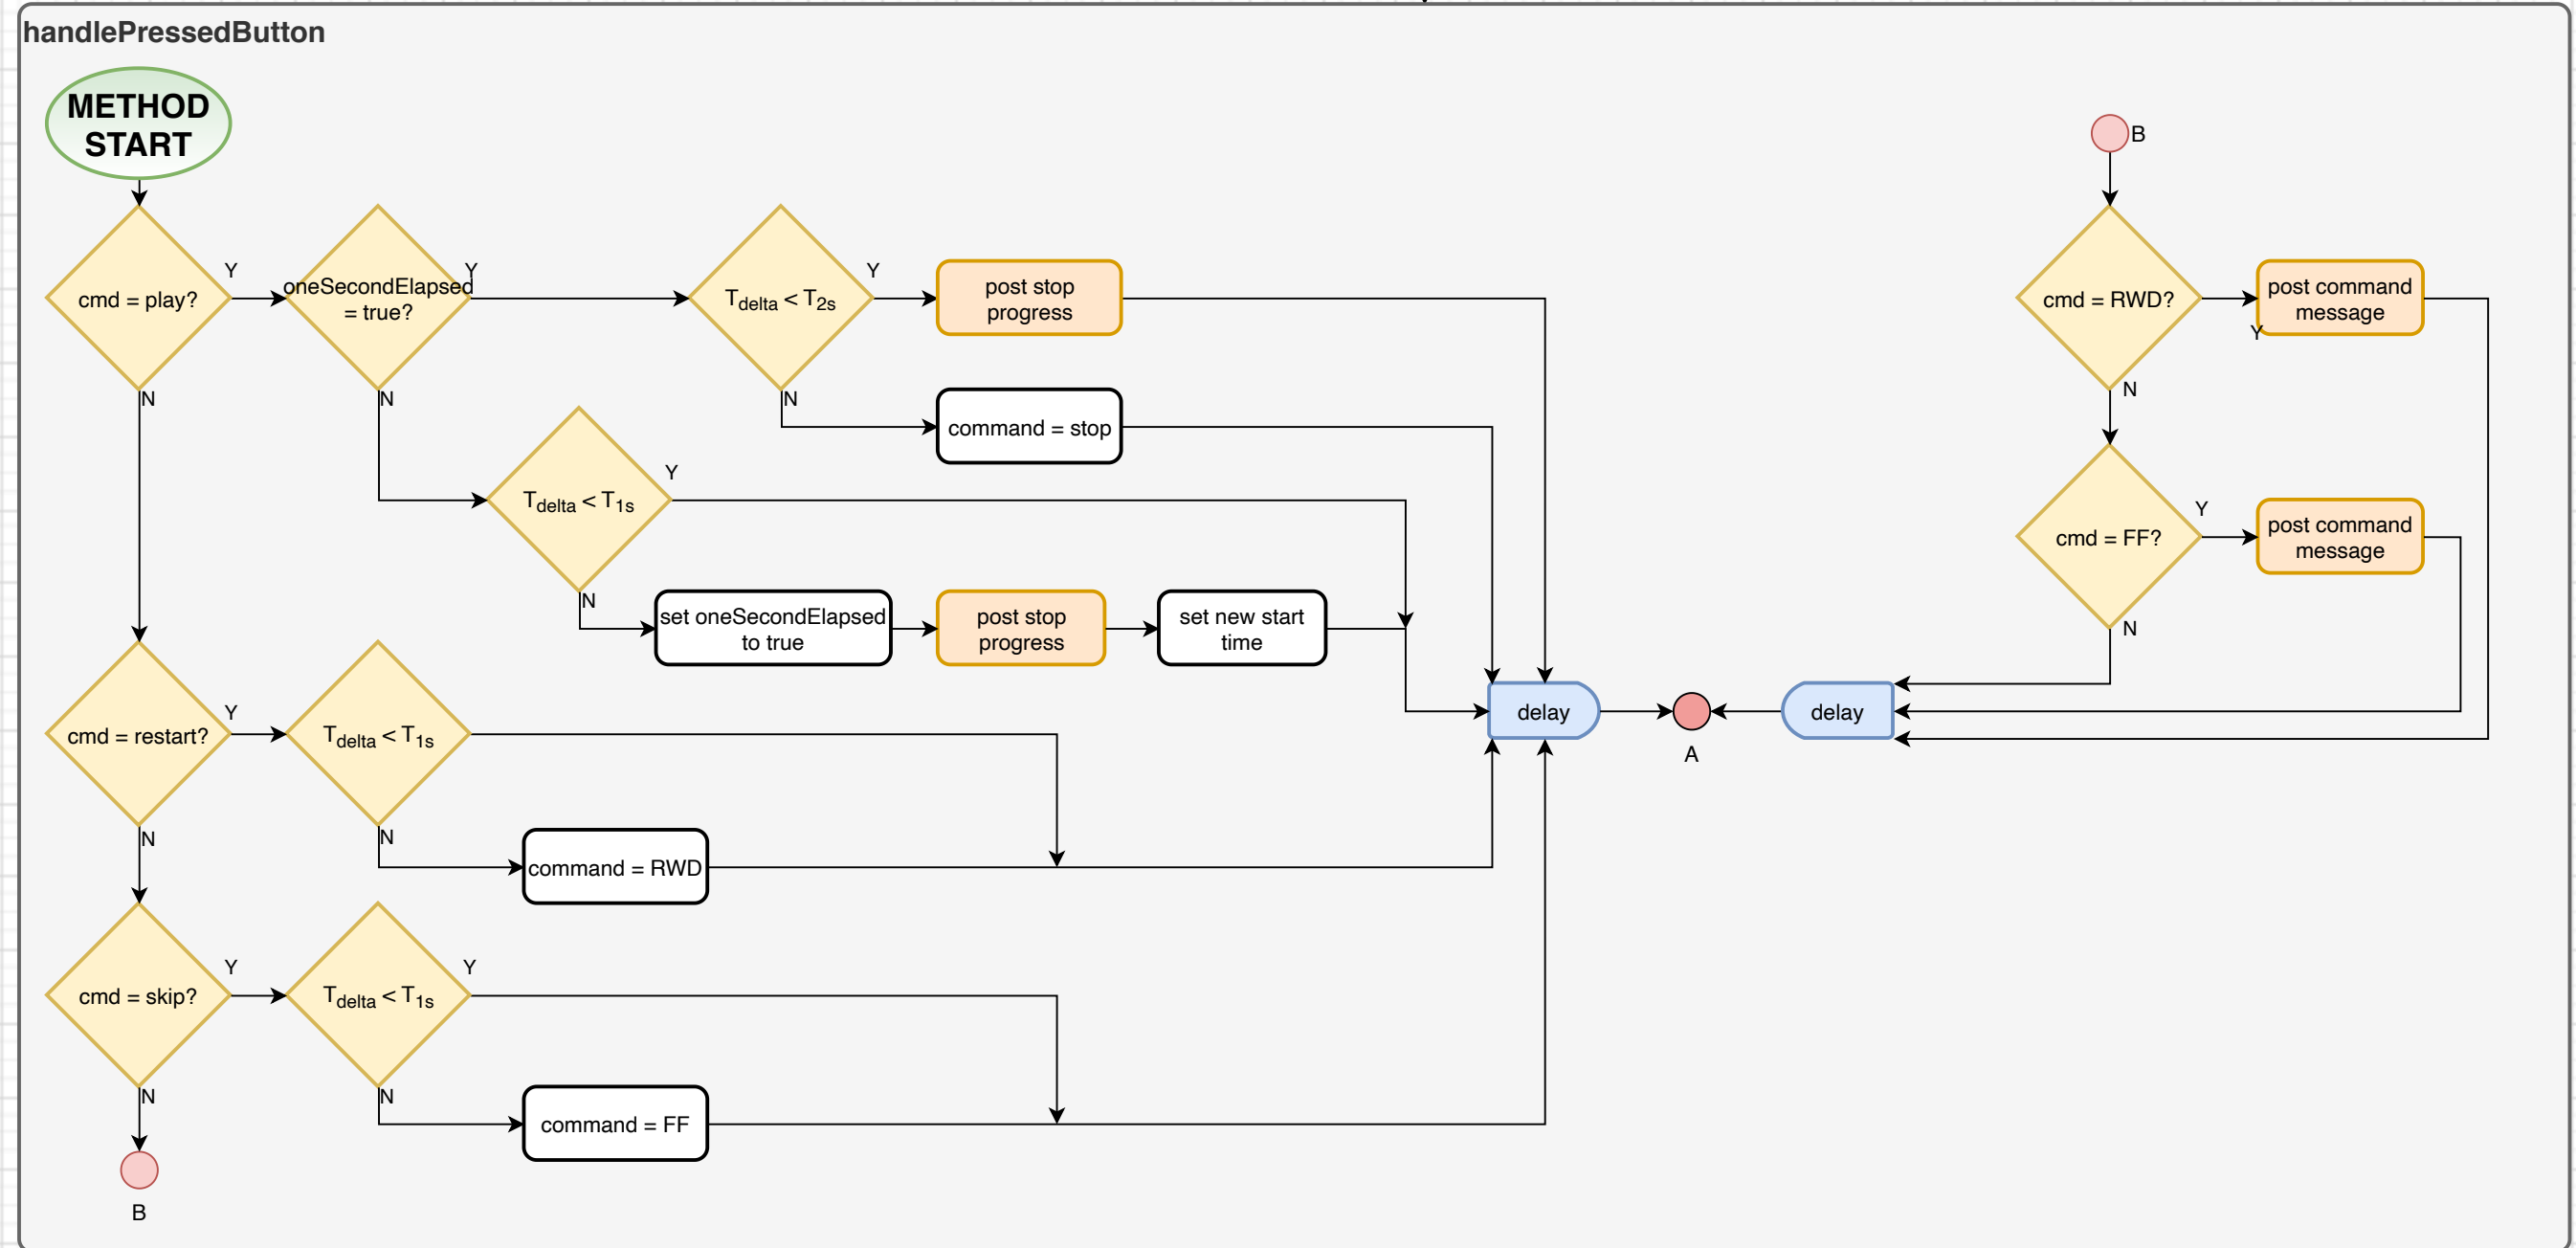 handlePressedButton
METHOD
START
B
cmd = play?
Y
oneSecondElapsed
= true?
Y
Tdelta < T2s
Y
post stop
progress
cmd = RWD?
Y
post command
message
N
N
N
command = stop
N
Tdelta < T1s
Y
cmd = FF?
Y
post command
message
N
set oneSecondElapsed
to true
post stop
progress
set new start
time
N
cmd = restart?
Y
Tdelta < T1s
delay
A
delay
N
N
command = RWD
cmd = skip?
Y
Tdelta < T1s
Y
N
N
command = FF
B